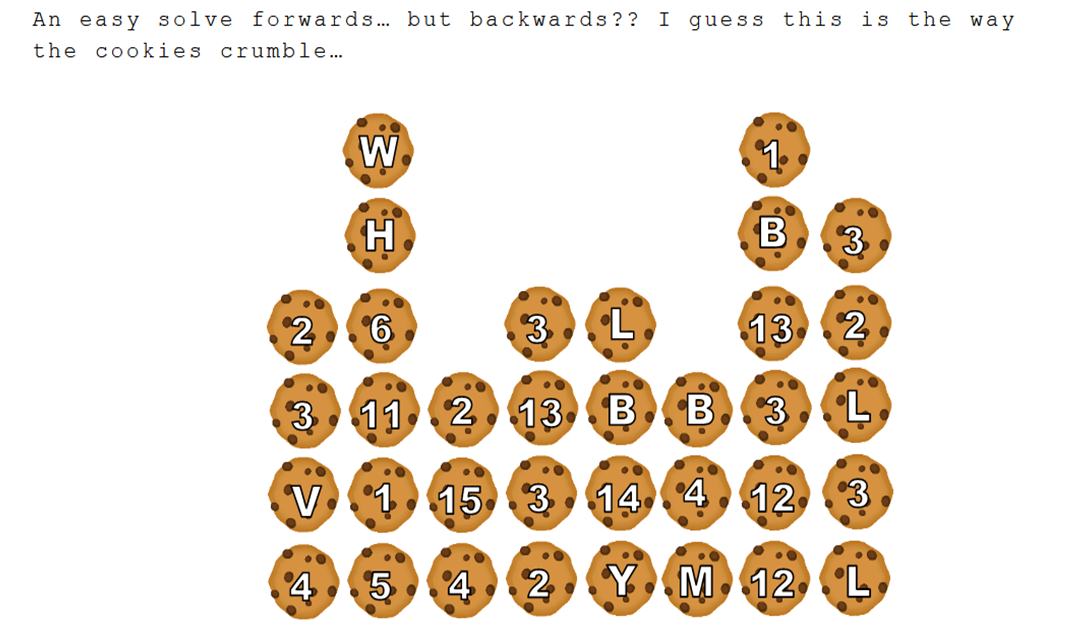 An easy solve forwards… but backwards?? I guess this is the way
the cookies crumble…
W 1
H B 3
2 6 3 L 13 2
3 11 2 13 B B 3 L
V 1 15 3 14 4 12 3
4 5 4 2 Y M 12 L